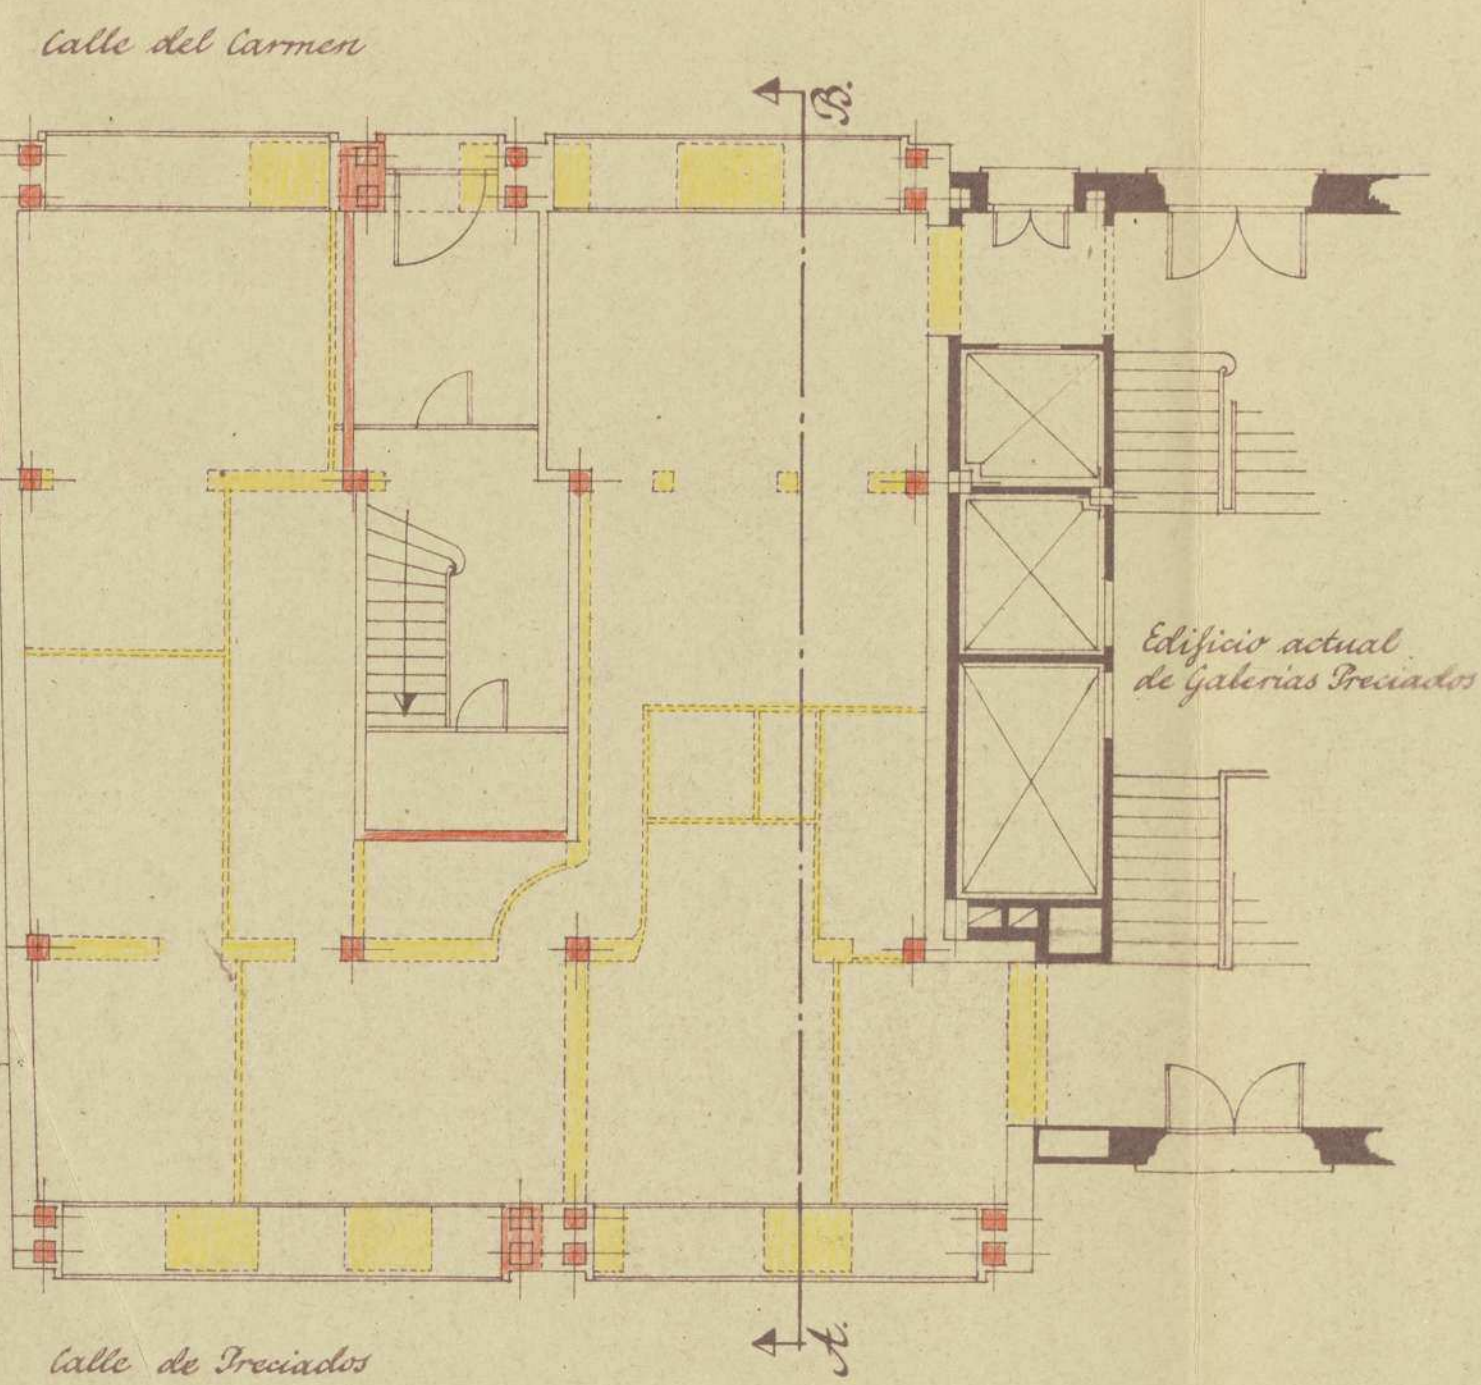 Calle del Carmen
B.
Edificio actual
de Galerias Preciados
A.
Calle de Preciados